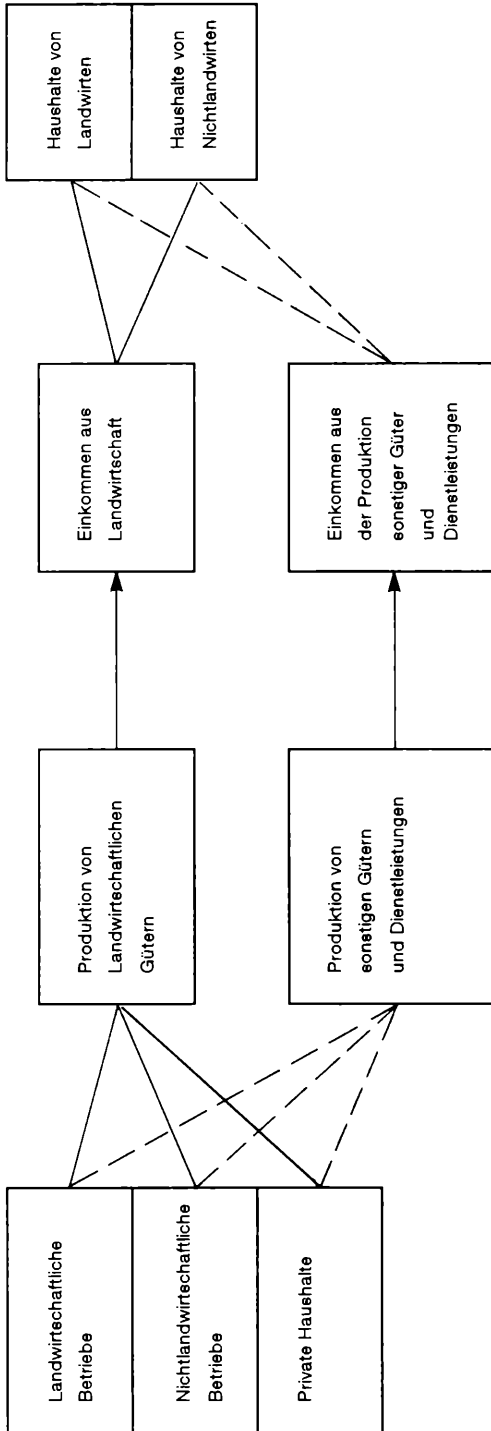 Landwirtschaftliche
Betriebe
Nichtlandwirtschaftliche
Betriebe
Private Haushalte
Produktion von
Landwirtschaftlichen
Gütern
Produktion von
sonstigen Gütern
und Dienstleistungen
Einkommen aus
Landwirtschaft
Einkommen aus
der Produktion
sonstiger Güter
und
Dienstleistungen
Haushalte von
Landwirten
Haushalte von
Nichtlandwirten